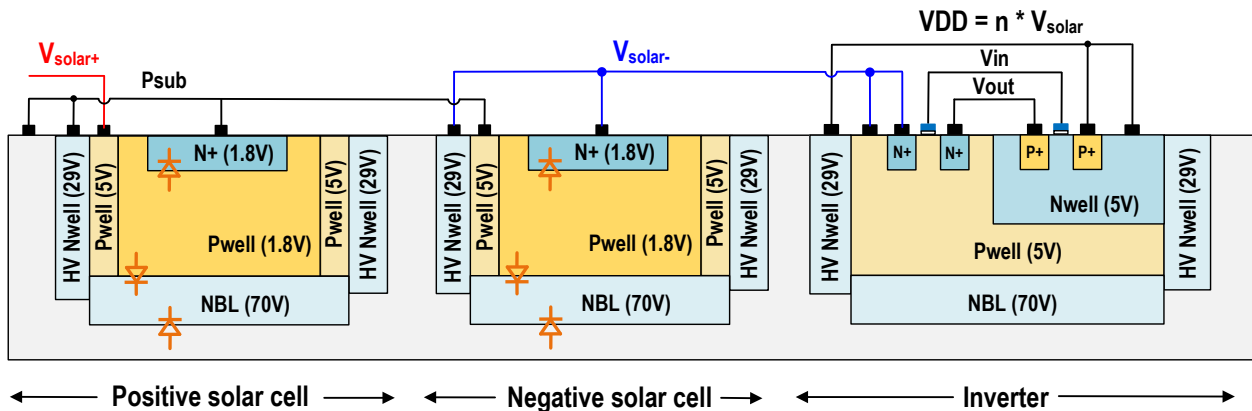 VDD = n * Vsolar
Vsolar+
Vsolar-
Vin
Psub
Vout
HV Nwell (29V)
Pwell (5V)
N+ (1.8V)
Pwell (1.8V)
Pwell (5V)
HV Nwell (29V)
NBL (70V)
HV Nwell (29V)
Pwell (5V)
N+ (1.8V)
Pwell (1.8V)
Pwell (5V)
HV Nwell (29V)
NBL (70V)
HV Nwell (29V)
N+
N+
P+
P+
Nwell (5V)
Pwell (5V)
HV Nwell (29V)
NBL (70V)
Positive solar cell
Negative solar cell
Inverter